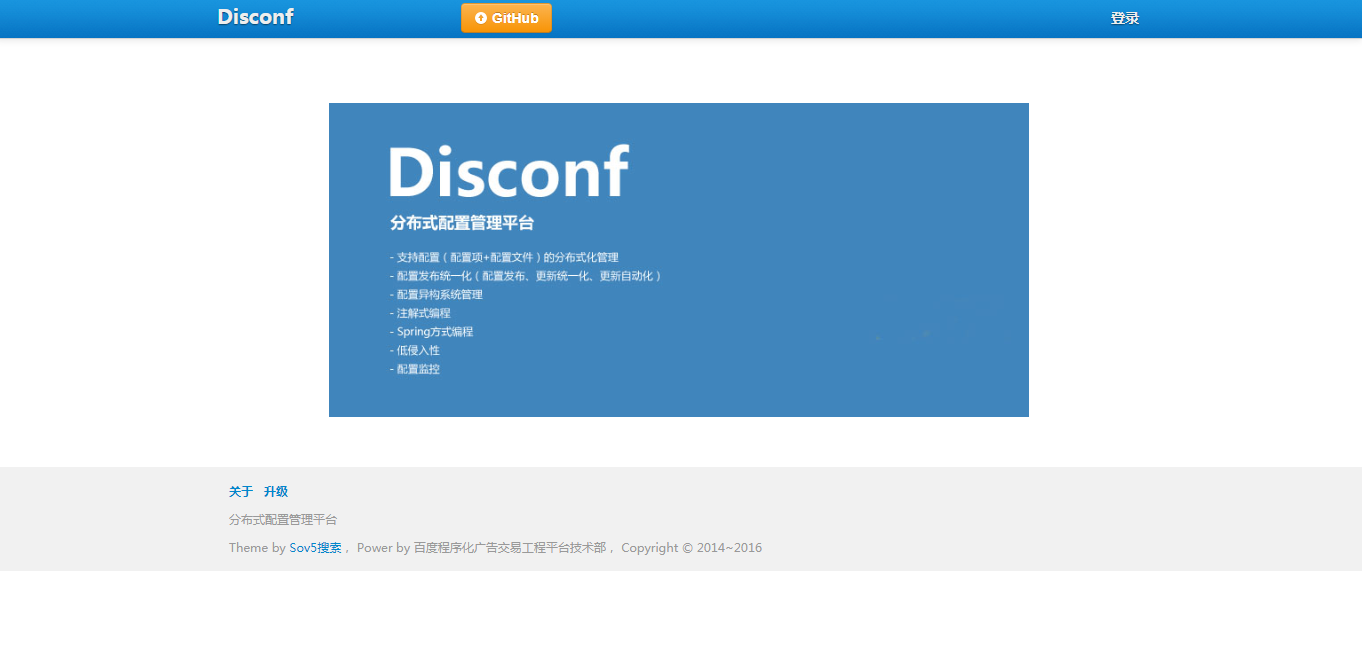 Disconf
GitHub
登录
Disconf
分布式配置管理平台
- 支持配置（配置项+配置文件）的分布式化管理
- 配置发布统一化（配置发布、更新统一化、更新自动化）
- 配置异构系统管理
- 注解式编程
- Spring方式编程
- 低侵入性
- 配置监控
关于 升级
分布式配置管理平台
Theme by Sov5搜索， Power by 百度程序化广告交易工程平台技术部， Copyright © 2014~2016